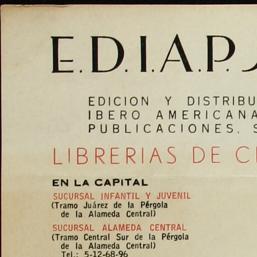 E.D.I.A.P.S
EDICION Y DISTRIBU
IBERO AMERICANA
PUBLICACIONES, S
LIBRERIAS DE C
EN LA CAPITAL
SUCURSAL INFANTIL Y JUVENIL
(Tramo Juárez de la Pérgola
de la Alameda Central)
SUCURSAL ALAMEDA CENTRAL
(Tramo Central Sur de la Pérgola
de la Alameda Central)
Tel.: 5-12-68-96